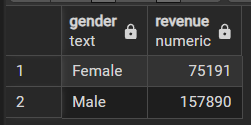 gender revenue
text numeric
1 Female 75191
2 Male 157890